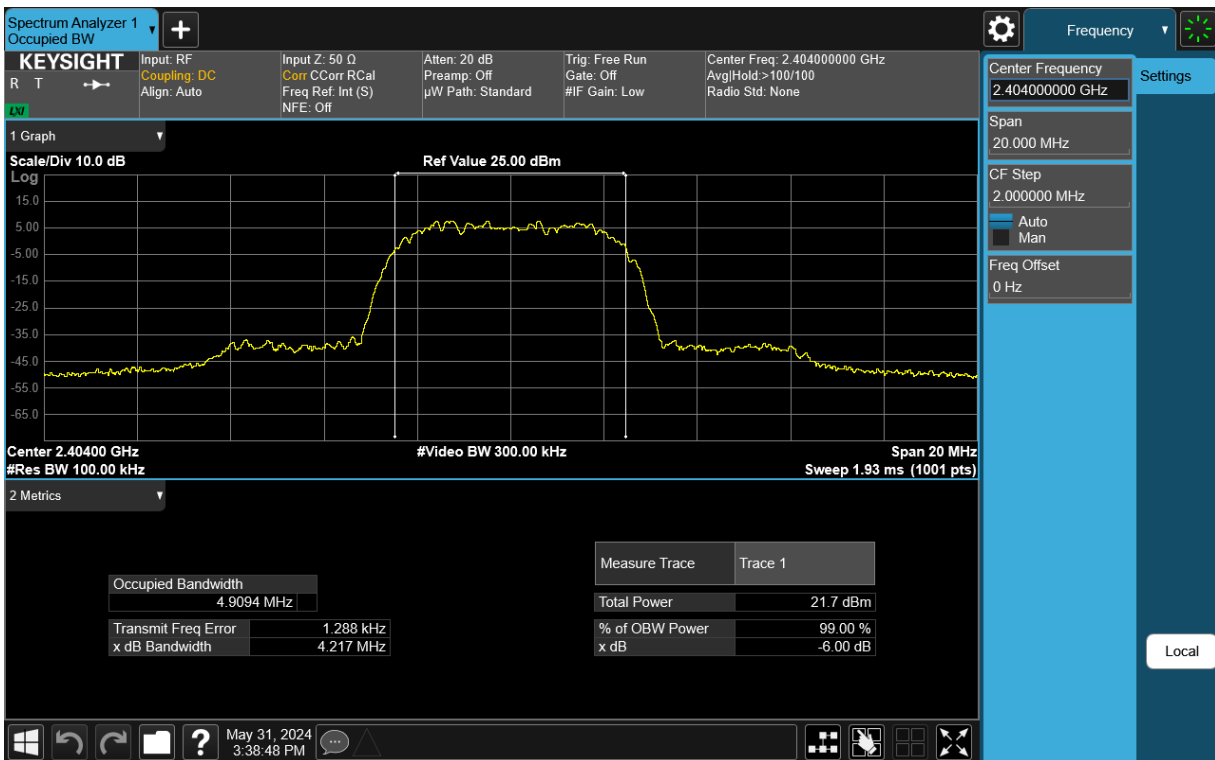 Spectrum Analyzer 1
Occupied BW
Frequency
KEYSIGHT
R T
LXI
Input: RF
Coupling: DC
Align: Auto
Input Z: 50 Ω
Corr CCorr RCal
Freq Ref: Int (S)
NFE: Off
Atten: 20 dB
Preamp: Off
µW Path: Standard
Trig: Free Run
Gate: Off
#IF Gain: Low
Center Freq: 2.404000000 GHz
Avg|Hold:>100/100
Radio Std: None
Center Frequency
2.404000000 GHz
Settings
Span
20.000 MHz
CF Step
2.000000 MHz
Auto
Man
Freq Offset
0 Hz
Local
1 Graph
Scale/Div 10.0 dB
Ref Value 25.00 dBm
Log
15.0
5.00
-5.00
-15.0
-25.0
-35.0
-45.0
-55.0
-65.0
Center 2.40400 GHz
#Video BW 300.00 kHz
Span 20 MHz
#Res BW 100.00 kHz
Sweep 1.93 ms (1001 pts)
2 Metrics
Measure Trace Trace 1
Occupied Bandwidth
4.9094 MHz
Total Power 21.7 dBm
Transmit Freq Error 1.288 kHz
% of OBW Power 99.00 %
x dB Bandwidth 4.217 MHz
x dB -6.00 dB
?
May 31, 2024
3:38:48 PM